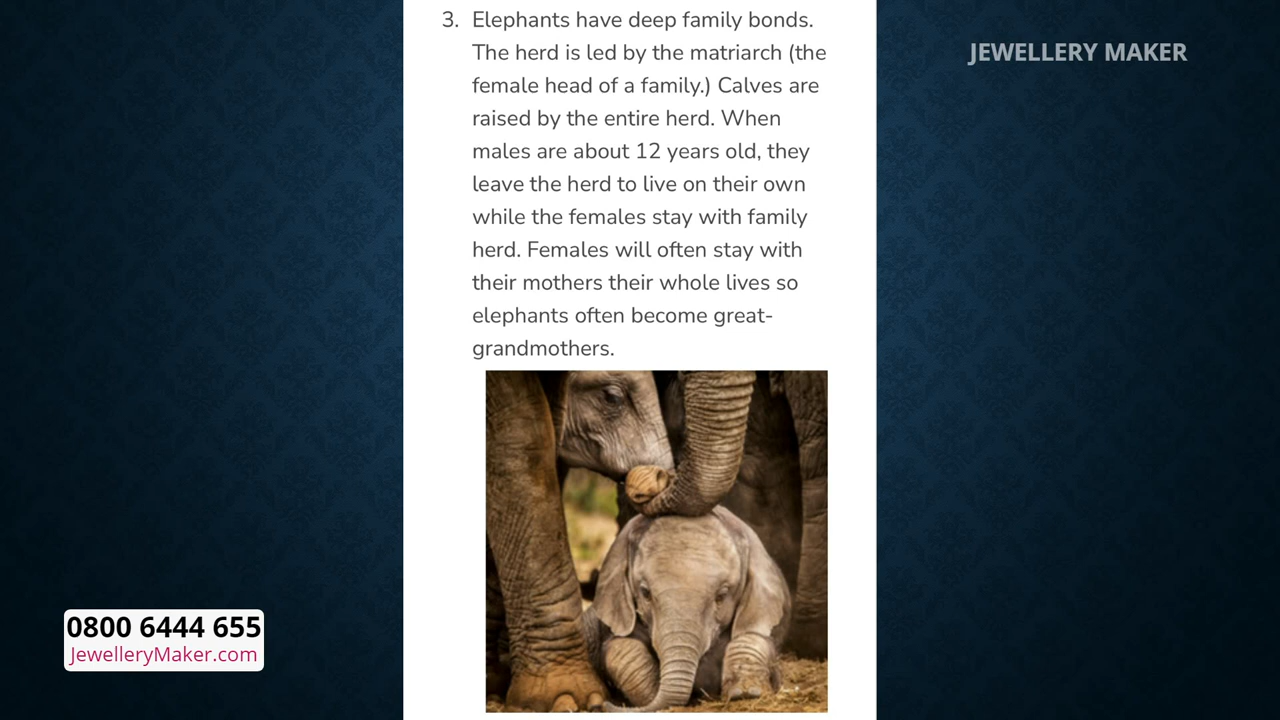 3. Elephants have deep family bonds.
The herd is led by the matriarch (the
female head of a family.) Calves are
raised by the entire herd. When
males are about 12 years old, they
leave the herd to live on their own
while the females stay with family
herd. Females will often stay with
their mothers their whole lives so
elephants often become great-
grandmothers.
JEWELLERY MAKER
0800 6444 655
JewelleryMaker.com